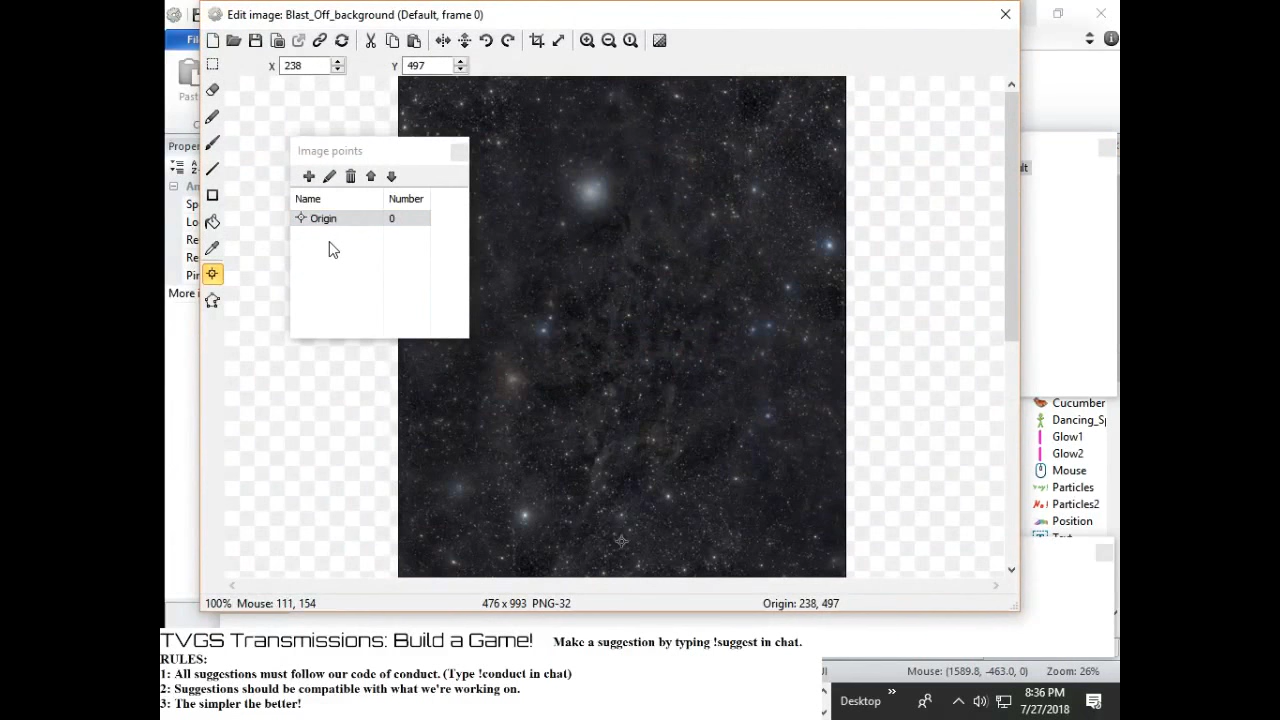 Edit image: Blast_Off_background (Default, frame 0)
Fil
X 238 Y 497
Past
C
Image points
Proper
Name Number
Origin 0
Sp
Lo
Re
Re
Pin
More i
lt
Cucumber
Dancing_Sp
Glow1
Glow2
Mouse
Particles
Particles2
Position
100% Mouse: 111, 154 476 x 993 PNG-32 Origin: 238, 497
TVGS Transmissions: Build a Game! Make a suggestion by typing !suggest in chat.
RULES:
1: All suggestions must follow our code of conduct. (Type !conduct in chat)
2: Suggestions should be compatible with what we're working on.
3: The simpler the better!
UI Mouse: (1589.8, -463.0, 0) Zoom: 26%
Desktop
8:36 PM
7/27/2018